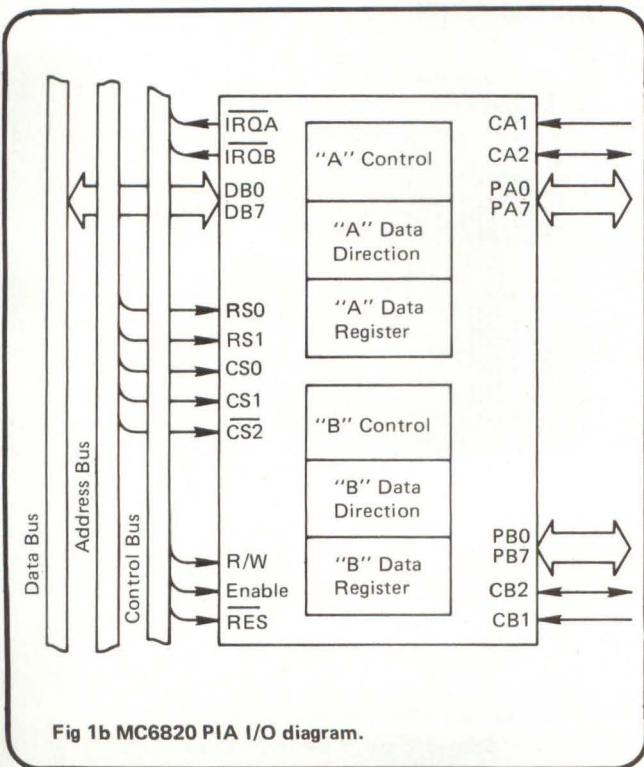 IRQA
IRQB
DB0
DB7
RS0
RS1
CS0
CS1
CS2
R/W
Enable
RES
Data Bus
Address Bus
Control Bus
"A" Control
"A" Data
Direction
"A" Data
Register
"B" Control
"B" Data
Direction
"B" Data
Register
CA1
CA2
PA0
PA7
PB0
PB7
CB2
CB1
Fig 1b MC6820 PIA I/O diagram.